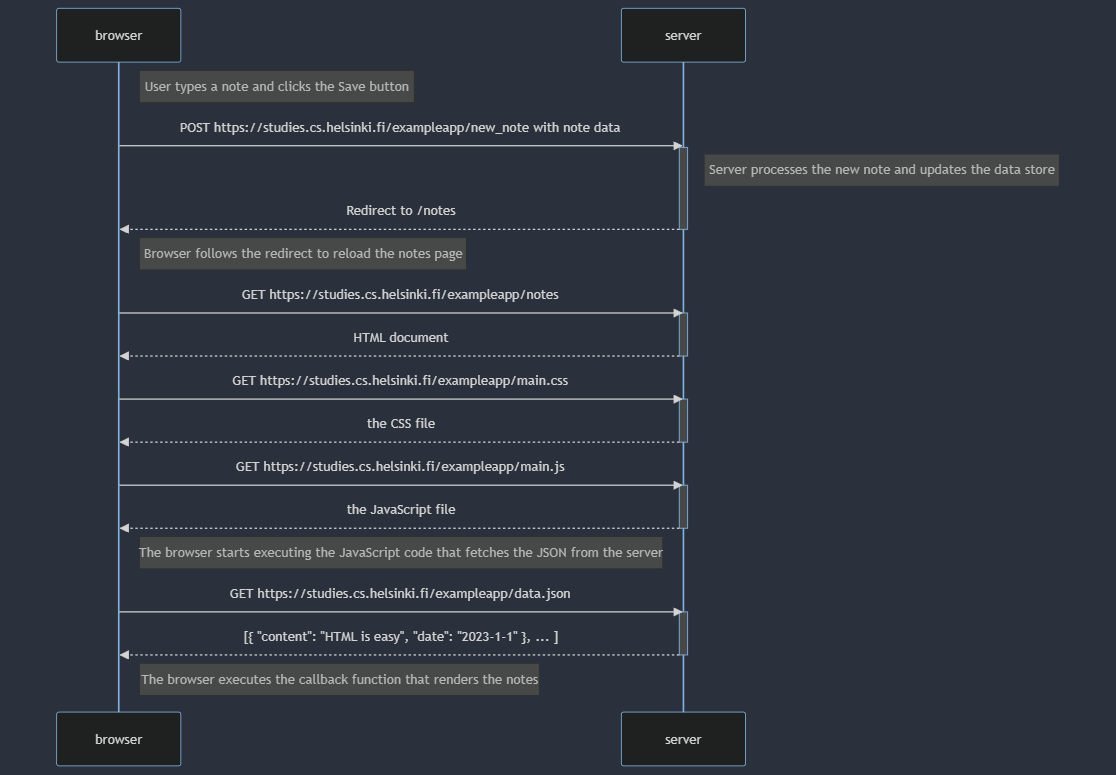 browser
server
User types a note and clicks the Save button
POST https://studies.cs.helsinki.fi/exampleapp/new_note with note data
Server processes the new note and updates the data store
Redirect to /notes
Browser follows the redirect to reload the notes page
GET https://studies.cs.helsinki.fi/exampleapp/notes
HTML document
GET https://studies.cs.helsinki.fi/exampleapp/main.css
the CSS file
GET https://studies.cs.helsinki.fi/exampleapp/main.js
the JavaScript file
The browser starts executing the JavaScript code that fetches the JSON from the server
GET https://studies.cs.helsinki.fi/exampleapp/data.json
[{ "content": "HTML is easy", "date": "2023-1-1" }, ... ]
The browser executes the callback function that renders the notes
browser
server